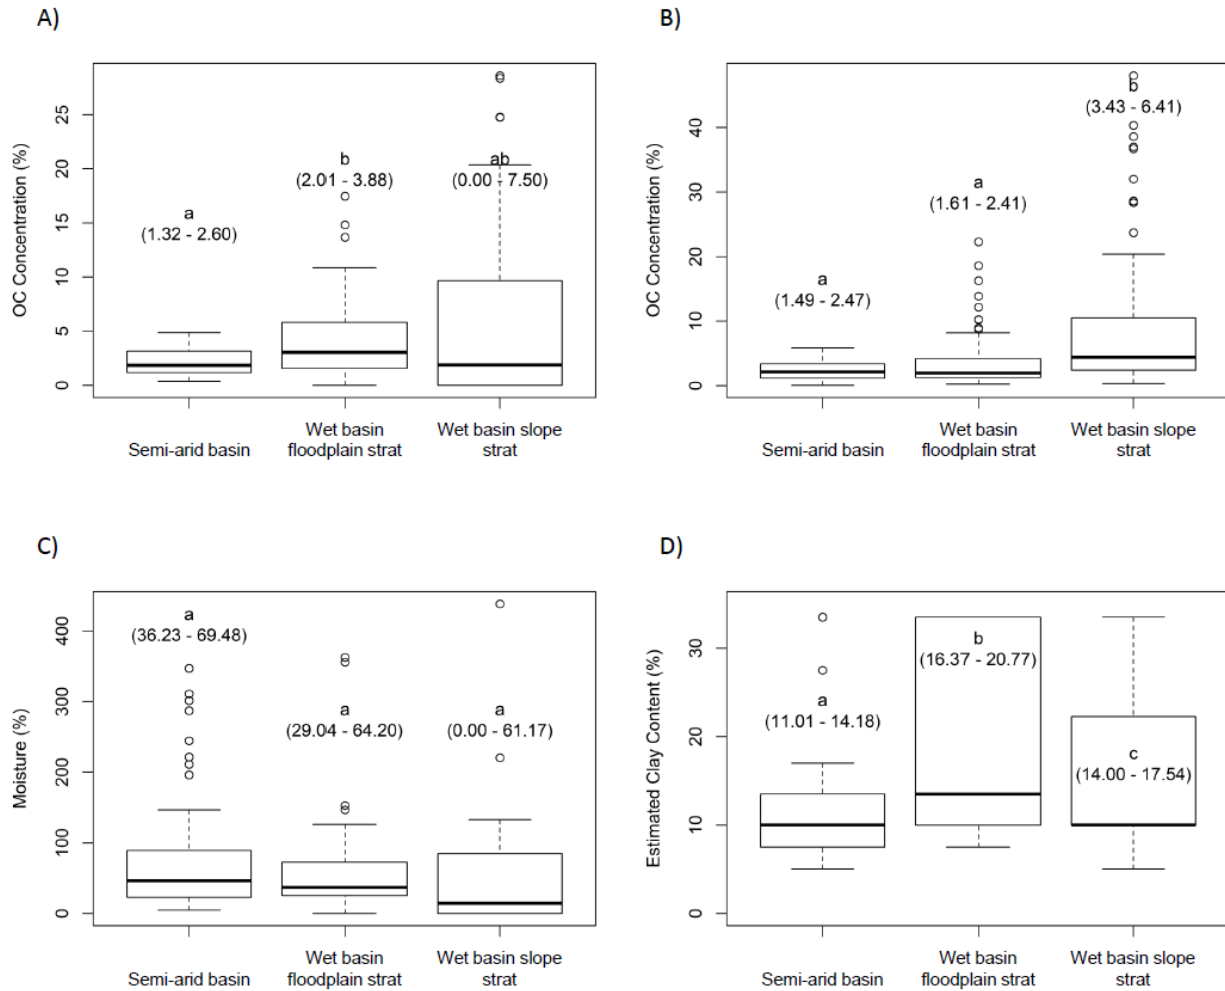 A)
OC Concentration (%)
25
20
15
10
5
0
a
(1.32 - 2.60)
b
(2.01 - 3.88)
ab
(0.00 - 7.50)
Semi-arid basin
Wet basin
floodplain strat
Wet basin slope
strat
B)
OC Concentration (%)
40
30
20
10
0
a
(1.49 - 2.47)
a
(1.61 - 2.41)
b
(3.43 - 6.41)
Semi-arid basin
Wet basin
floodplain strat
Wet basin slope
strat
C)
Moisture (%)
400
300
200
100
0
a
(36.23 - 69.48)
a
(29.04 - 64.20)
a
(0.00 - 61.17)
Semi-arid basin
Wet basin
floodplain strat
Wet basin slope
strat
D)
Estimated Clay Content (%)
30
20
10
0
a
(11.01 - 14.18)
b
(16.37 - 20.77)
c
(14.00 - 17.54)
Semi-arid basin
Wet basin
floodplain strat
Wet basin slope
strat